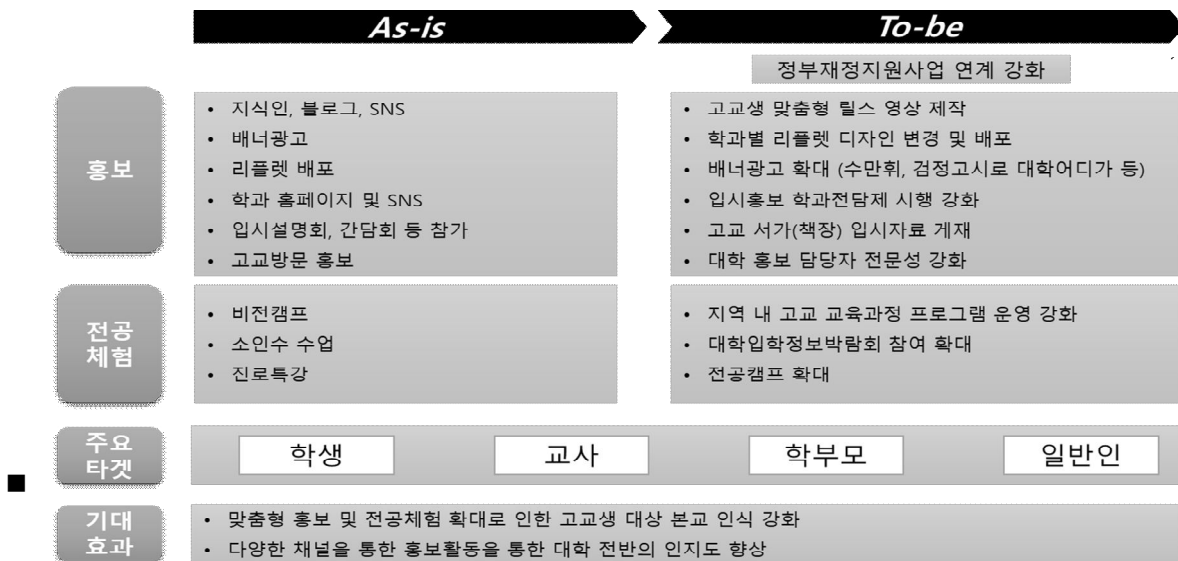 As-is
To-be
정부재정지원사업 연계 강화
홍보
• 지식인, 블로그, SNS
• 배너광고
• 리플렛 배포
• 학과 홈페이지 및 SNS
• 입시설명회, 간담회 등 참가
• 고교방문 홍보
• 고교생 맞춤형 릴스 영상 제작
• 학과별 리플렛 디자인 변경 및 배포
• 배너광고 확대 (수만휘, 검정고시로 대학어디가 등)
• 입시홍보 학과전담제 시행 강화
• 고교 서가(책장) 입시자료 게재
• 대학 홍보 담당자 전문성 강화
전공
체험
• 비전캠프
• 소인수 수업
• 진로특강
• 지역 내 고교 교육과정 프로그램 운영 강화
• 대학입학정보박람회 참여 확대
• 전공캠프 확대
주요
타겟
학생
교사
학부모
일반인
기대
효과
• 맞춤형 홍보 및 전공체험 확대로 인한 고교생 대상 본교 인식 강화
• 다양한 채널을 통한 홍보활동을 통한 대학 전반의 인지도 향상